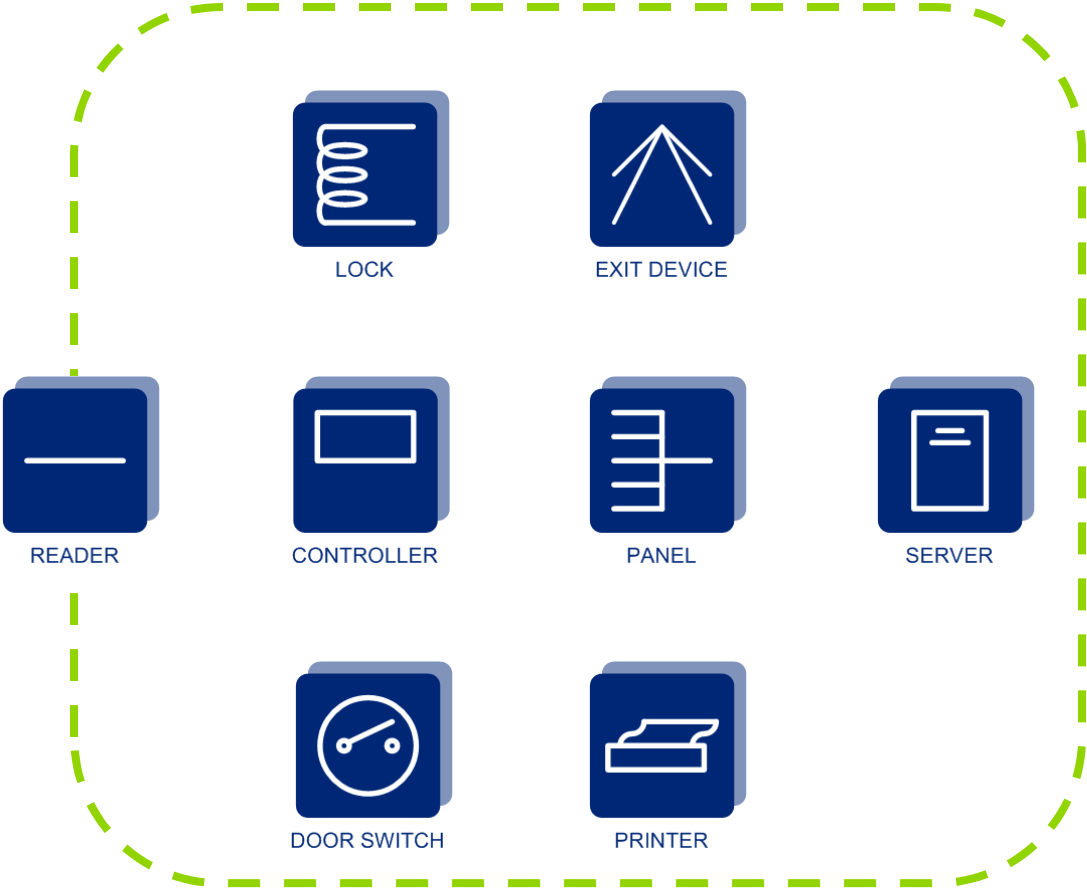 LOCK
EXIT DEVICE
READER
CONTROLLER
PANEL
SERVER
DOOR SWITCH
PRINTER